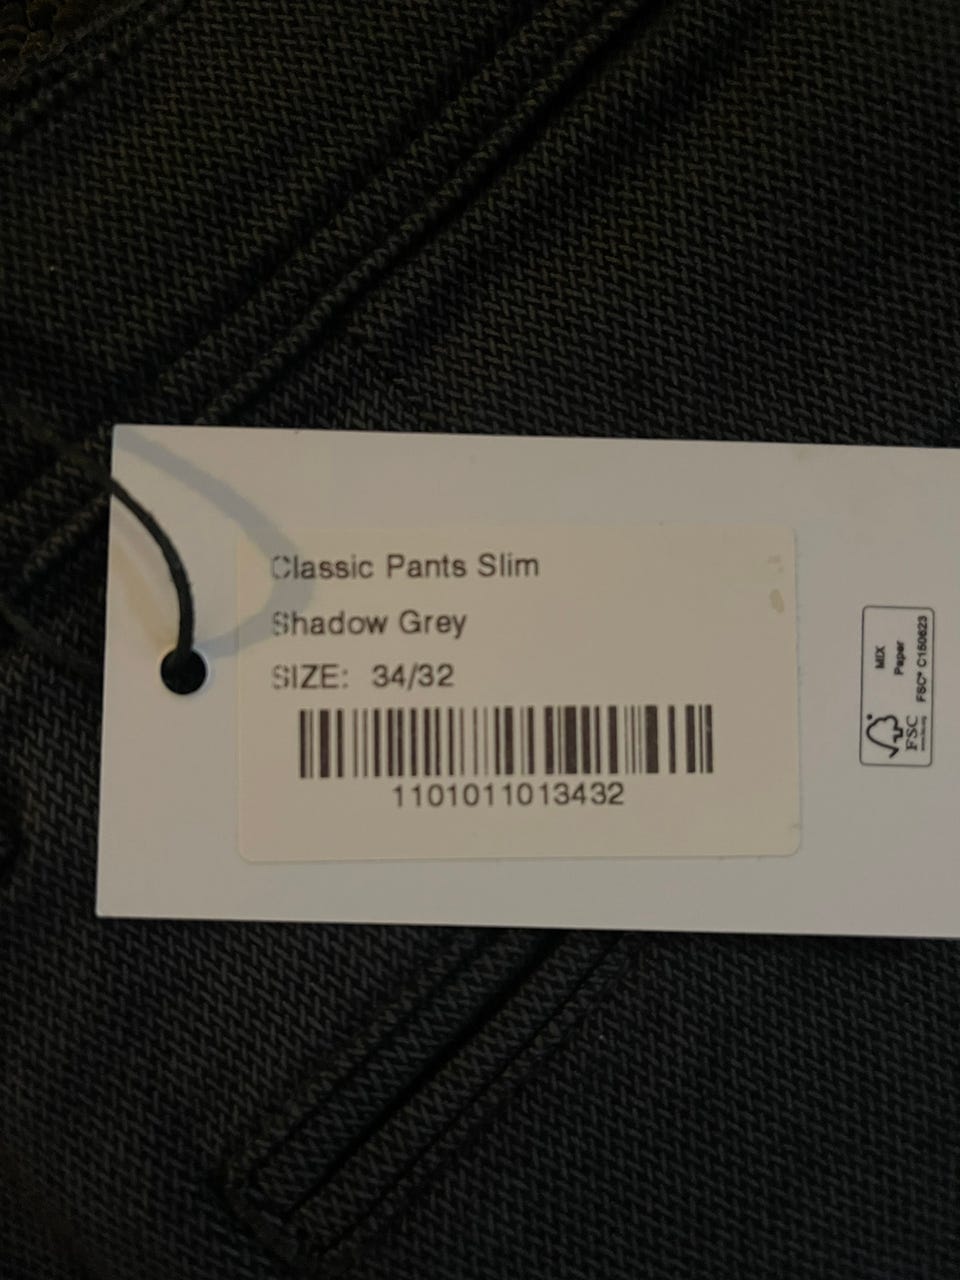 Classic Pants Slim
Shadow Grey
SIZE: 34/32
1101011013432
MIX
Paper
FSC® C150623
FSC